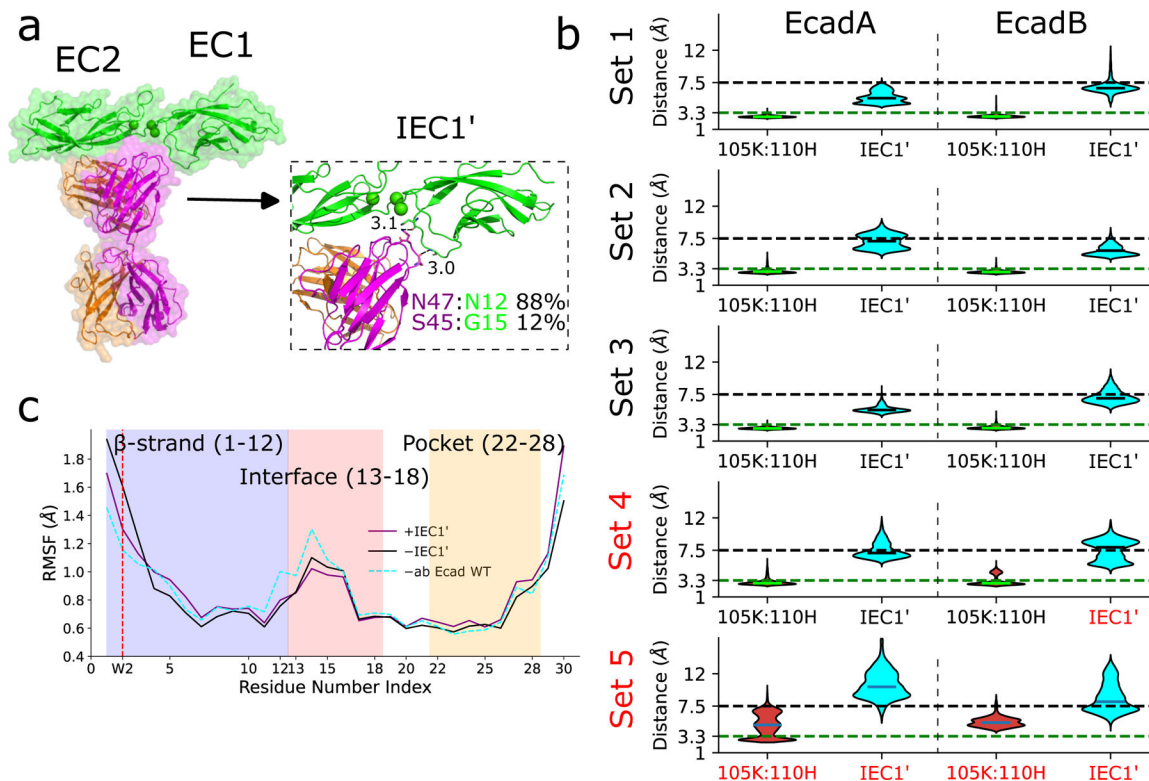 a
EC2
EC1
IEC1'
3.1
3.0
N47:N12 88%
S45:G15 12%
b
EcadA
EcadB
Set 1
Distance (Å)
12
7.5
3.3
1
105K:110H
IEC1'
105K:110H
IEC1'
Set 2
Distance (Å)
12
7.5
3.3
1
105K:110H
IEC1'
105K:110H
IEC1'
Set 3
Distance (Å)
12
7.5
3.3
1
105K:110H
IEC1'
105K:110H
IEC1'
Set 4
Distance (Å)
12
7.5
3.3
1
105K:110H
IEC1'
105K:110H
IEC1'
Set 5
Distance (Å)
12
7.5
3.3
1
105K:110H
IEC1'
105K:110H
IEC1'
c
β-strand (1-12)
Pocket (22-28)
Interface (13-18)
+IEC1'
−IEC1'
−ab Ecad WT
RMSF (Å)
1.8
1.6
1.4
1.2
1.0
0.8
0.6
0.4
0 W2 5 10 1213 15 18 20 22 25 28 30
Residue Number Index